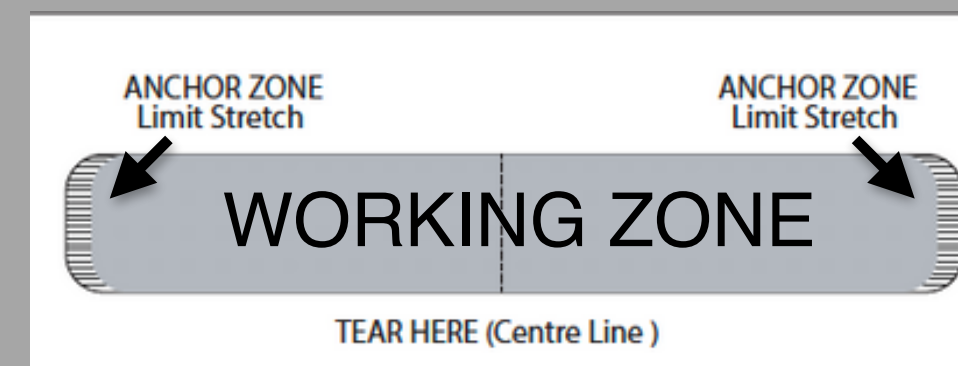 ANCHOR ZONE
Limit Stretch
ANCHOR ZONE
Limit Stretch
WORKING ZONE
TEAR HERE (Centre Line )